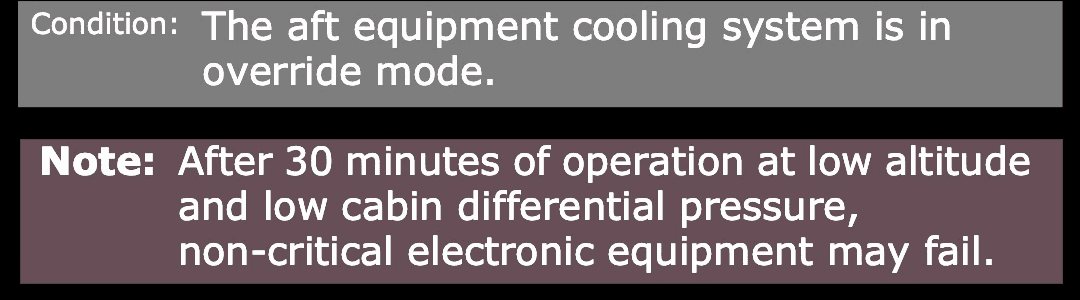 Condition: The aft equipment cooling system is in
override mode.
Note: After 30 minutes of operation at low altitude
and low cabin differential pressure,
non-critical electronic equipment may fail.